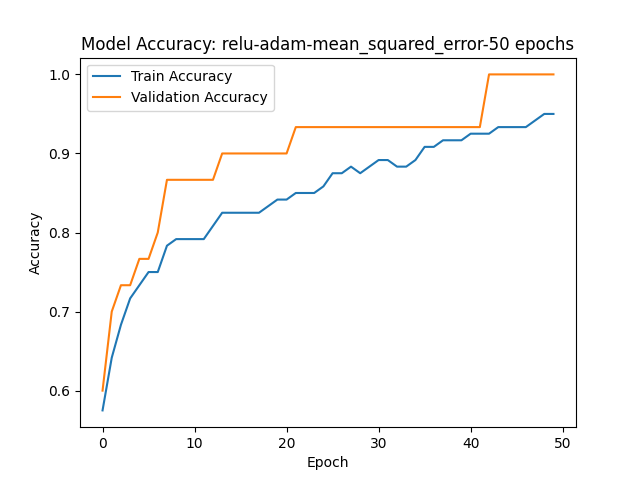 Model Accuracy: relu-adam-mean_squared_error-50 epochs
Train Accuracy
Validation Accuracy
1.0
0.9
0.8
0.7
0.6
Accuracy
0 10 20 30 40 50
Epoch